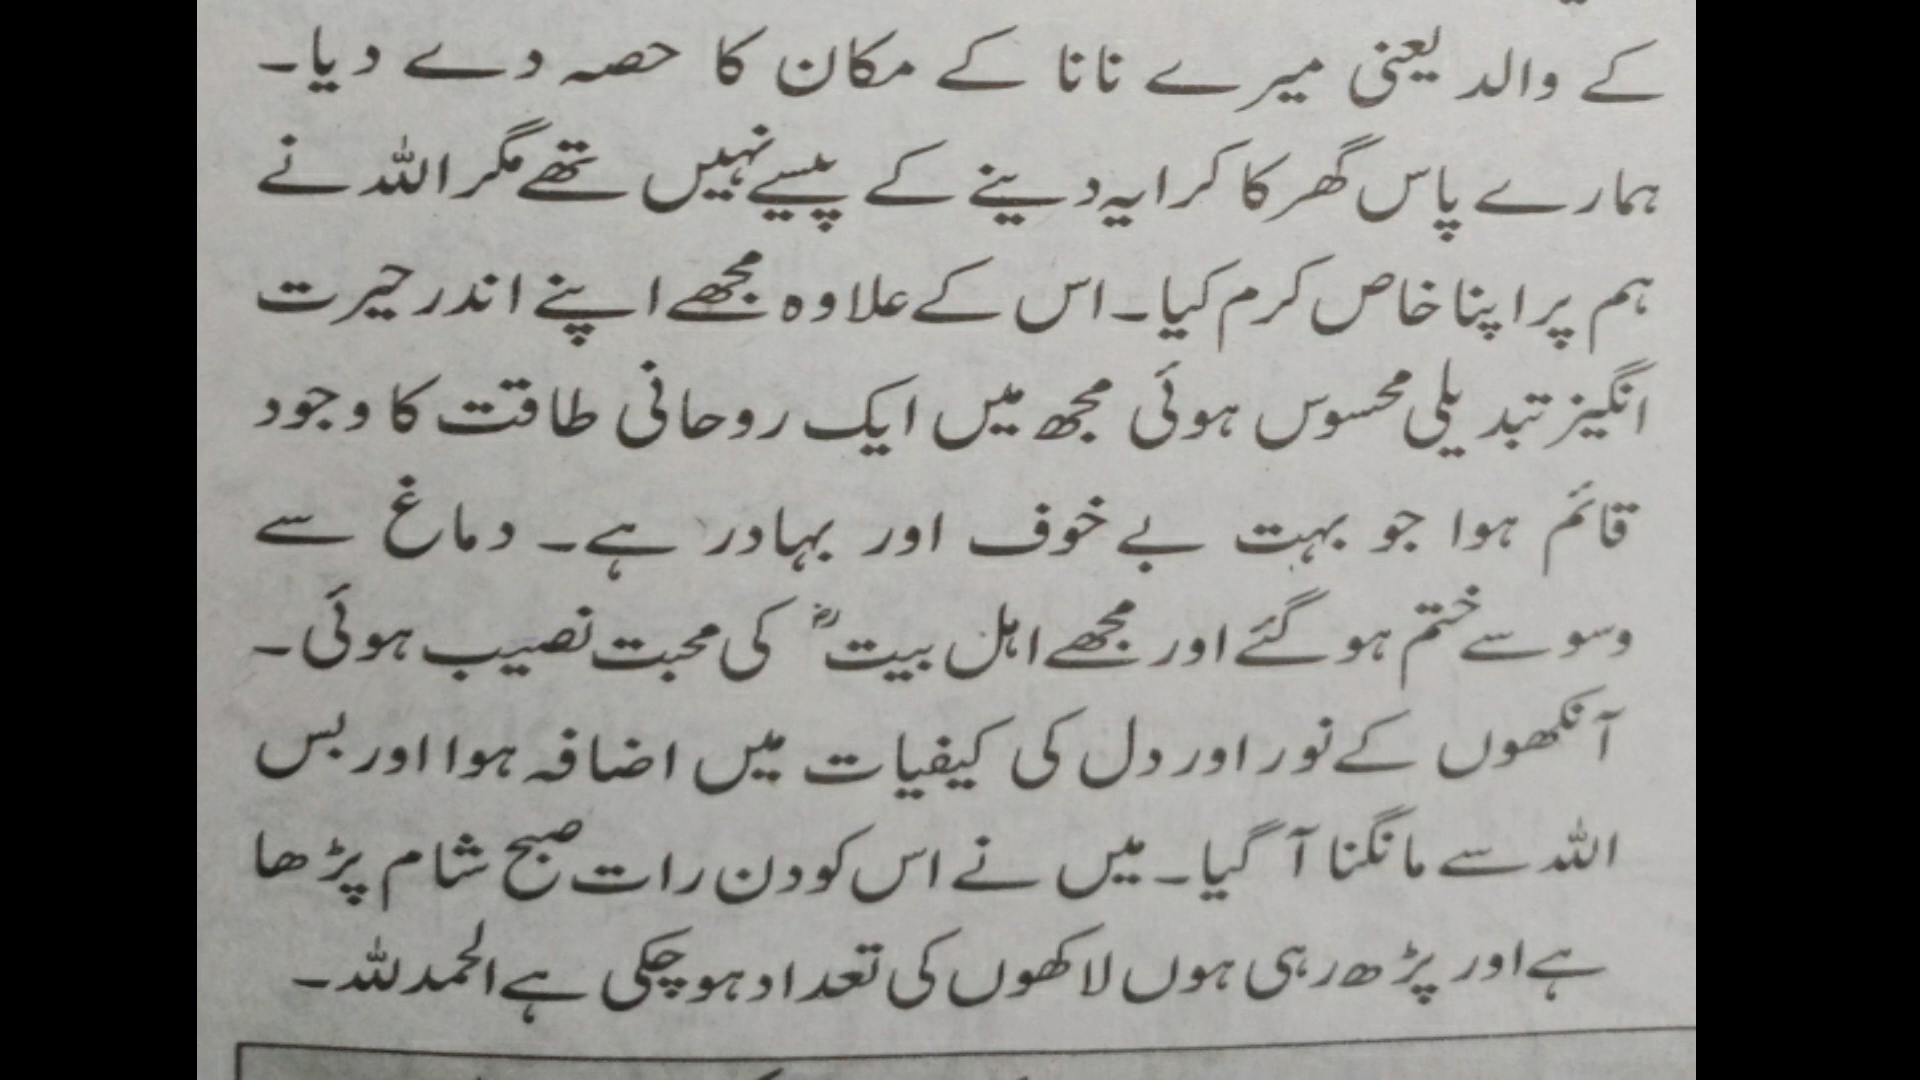 کے والد یعنی میرے نانا کے مکان کا حصہ دے دیا۔
ہمارے پاس گھر کا کرایہ دینے کے پیسے نہیں تھے مگر اللہ نے
ہم پر اپنا خاص کرم کیا۔ اس کے علاوہ مجھے اپنے اندر حیرت
انگیز تبدیلی محسوس ہوئی مجھ میں ایک روحانی طاقت کا وجود
قائم ہوا جو بہت بے خوف اور بہادر ہے۔ دماغ سے
وسوسے ختم ہوگئے اور مجھے اہل بیتؓ کی محبت نصیب ہوئی۔
آنکھوں کے نور اور دل کی کیفیات میں اضافہ ہوا اور بس
اللہ سے مانگنا آ گیا۔ میں نے اس کو دن رات صبح شام پڑھا
ہے اور پڑھ رہی ہوں لاکھوں کی تعداد ہوچکی ہے الحمدللہ۔